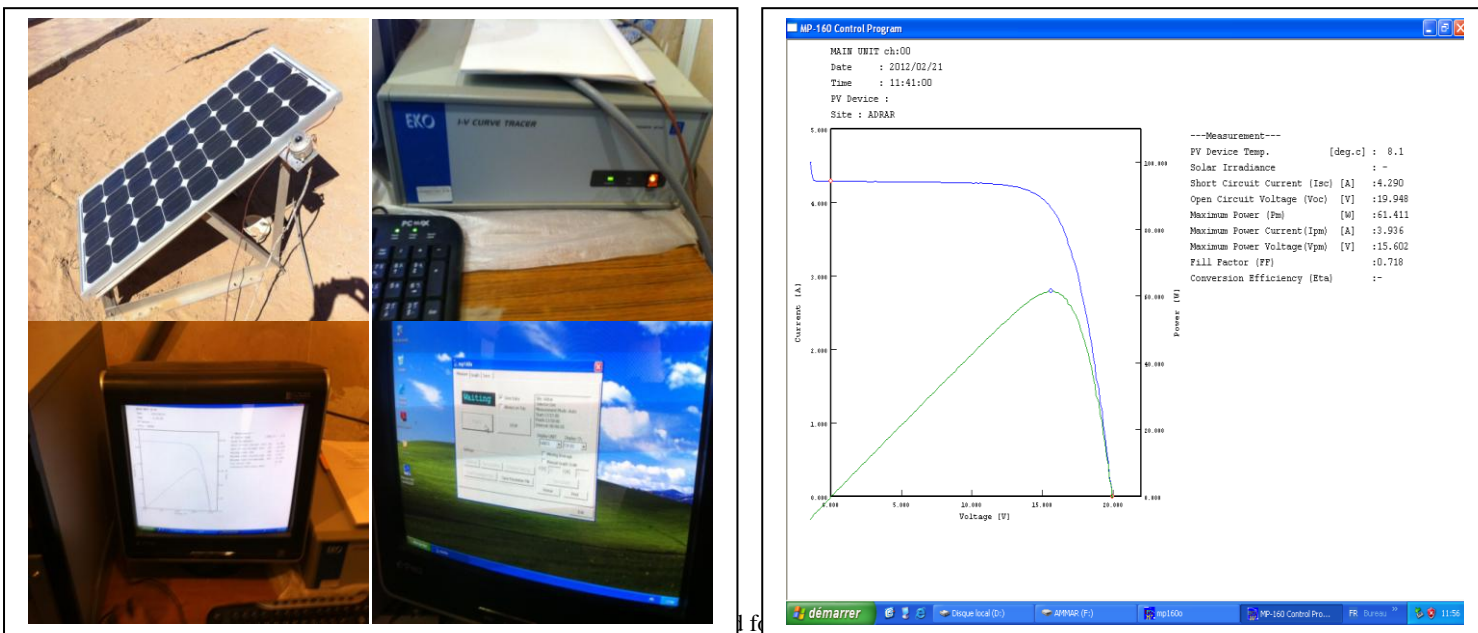 EKO
I-V CURVE TRACER
Waiting
STOP
MP-160 Control Program
MAIN UNIT ch:00
Date : 2012/02/21
Time : 11:41:00
PV Device :
Site : ADRAR
---Measurement---
PV Device Temp. [deg.c] : 8.1
Solar Irradiance : -
Short Circuit Current (Isc) [A] :4.290
Open Circuit Voltage (Voc) [V] :19.948
Maximum Power (Pm) [W] :61.411
Maximum Power Current(Ipm) [A] :3.936
Maximum Power Voltage(Vpm) [V] :15.602
Fill Factor (FF) :0.718
Conversion Efficiency (Eta) :-
5.000
4.000
3.000
2.000
1.000
0.000
Current [A]
100.000
80.000
60.000
40.000
20.000
0.000
Power [W]
0.000 5.000 10.000 15.000 20.000
Voltage [V]
démarrer
Disque local (D:)
AMMAR (F:)
mp160o
MP-160 Control Pro...
FR Bureau
11:56